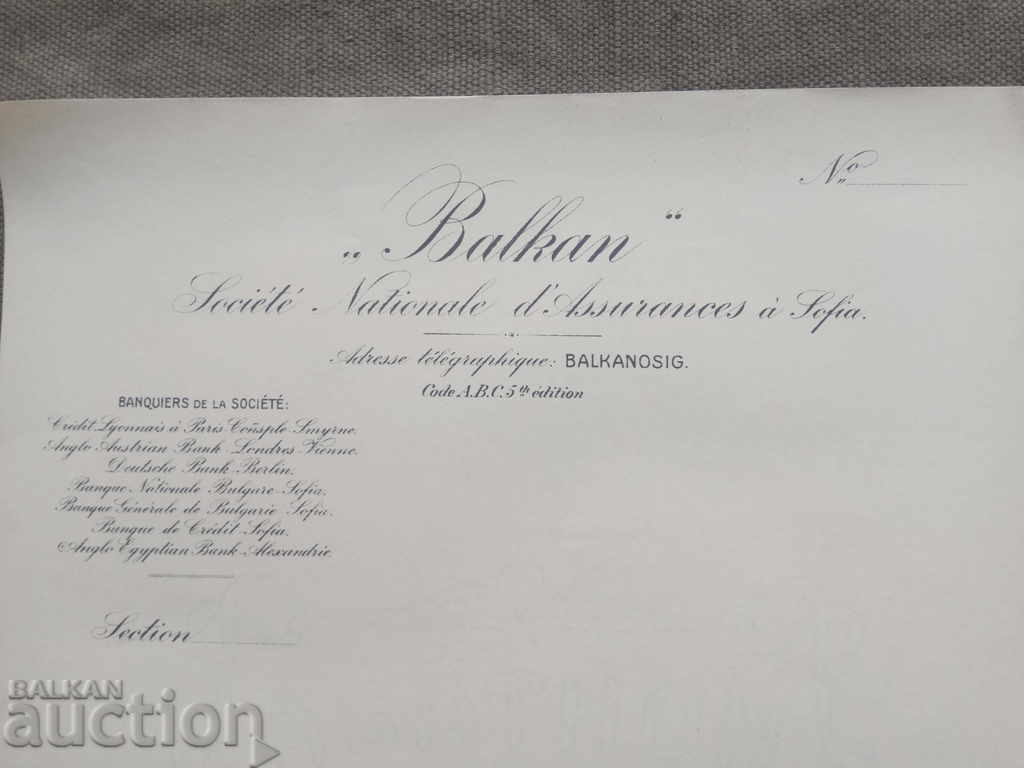 No
„Balkan“
Société Nationale d'Assurances à Sofia.
Adresse télégraphique: BALKANOSIG.
Code A.B.C. 5th édition
BANQUIERS DE LA SOCIÉTÉ:
Crédit Lyonnais à Paris-Consple-Smyrne.
Anglo Austrian Bank-Londres-Vienne.
Deutsche Bank-Berlin.
Banque Nationale Bulgare-Sofia.
Banque Générale de Bulgarie-Sofia.
Banque de Crédit-Sofia.
Anglo Egyptian Bank-Alexandrie.
Section
BALKAN
auction